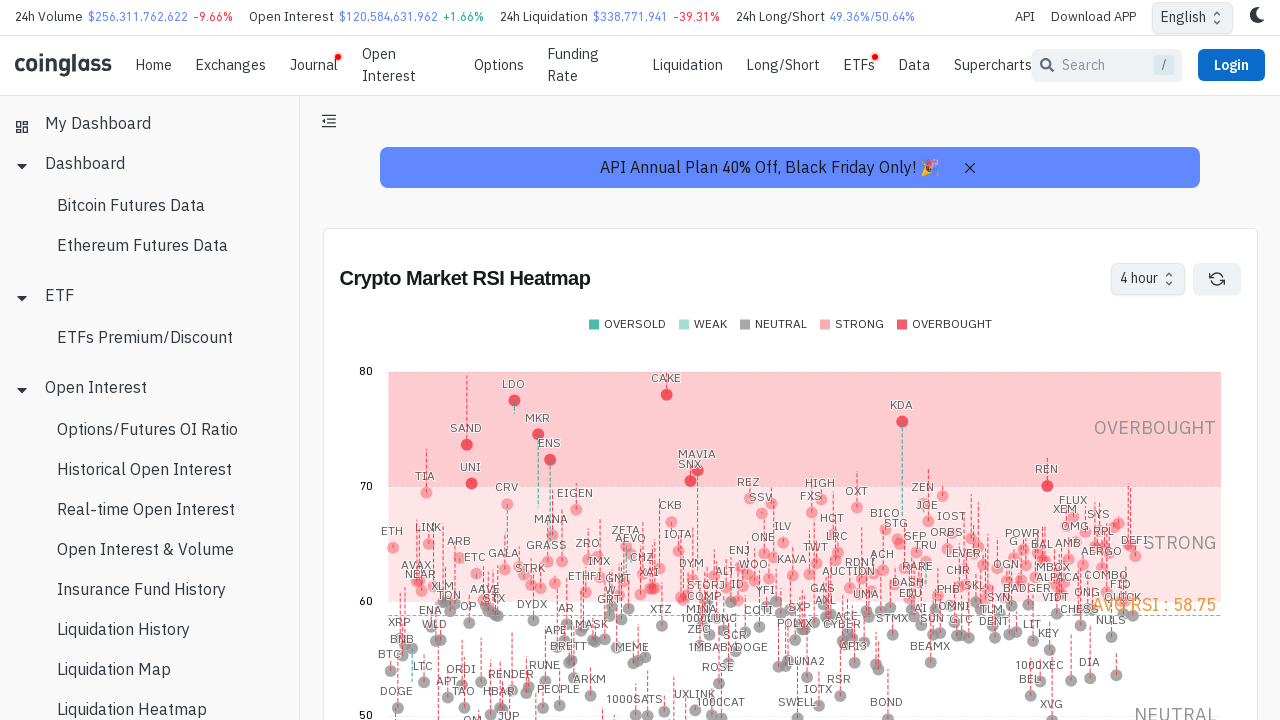 24h Volume $256,311,762,622 -9.66% Open Interest $120,584,631,962 +1.66% 24h Liquidation $338,771,941 -39.31% 24h Long/Short 49.36%/50.64% API Download APP English
coinglass Home Exchanges Journal Open Interest Options Funding Rate Liquidation Long/Short ETFs Data Supercharts Search / Login
My Dashboard
Dashboard
Bitcoin Futures Data
Ethereum Futures Data
ETF
ETFs Premium/Discount
Open Interest
Options/Futures OI Ratio
Historical Open Interest
Real-time Open Interest
Open Interest & Volume
Insurance Fund History
Liquidation History
Liquidation Map
Liquidation Heatmap
API Annual Plan 40% Off, Black Friday Only! 🎉
Crypto Market RSI Heatmap
4 hour
OVERSOLD WEAK NEUTRAL STRONG OVERBOUGHT
80
CAKE
LDO
KDA
MKR
SAND
OVERBOUGHT
ENS
MAVIA
SNX
UNI
REN
TIA
70
REZ
HIGH
CRV
ZEN
EIGEN
OXT
SSV
FXS
FLUX
CKB
JOE
XEM
BICO
SYS
IOST
MANA
HOT
STG
ILV
OMG
ETH
LINK
ZETA
RPL
IOTA
ORBS
POWR
AEVO
ONE
LRC
SFP
ARB
ZRO
DEFI
STRONG
GRASS
TWT
TRU
BALAMB
ENJ
AERGO
GALA
ETC
CHZ
ACH
LEVER
IMX
KAVA
AVAX
DYM
WOO
RDNT
RARE
OGN
MBOX
STRK
NEAR
XAI
ALT
AUCTION
CHR
COMBO
ETHFI
GMT
ALPACA
XLM
STORJ
ID
DASH
AAVE
YFI
GAS
PHB
SKL
BADGER
LTO
TON
COMP
EDU
UMA
ONG
60
STX
GRT
AXL
SYN
VIDT
QUICK
DYDX
AR
XTZ
MINA
COTI
SXP
OMNI
TLM
CHESS
AVG RSI : 58.75
ENA
ACE
XRP
WLD
MASK
1000LUNC
POLYX
CYBER
STMX
SUN
GTC
DENT
LIT
NULS
APE
ZEC
SCR
KEY
BNB
BRETT
MEME
1MBABYDOGE
API3
BEAMX
BTC
LTC
RUNE
ROSE
LUNA2
1000XEC
DIA
ORDI
RENDER
ARKM
RSR
BEL
APT
DOGE
TAO
HBAR
PEOPLE
1000SATS
UXLINK
1000CAT
IOTX
SWELL
BOND
XVG
50
JUP
NEUTRAL